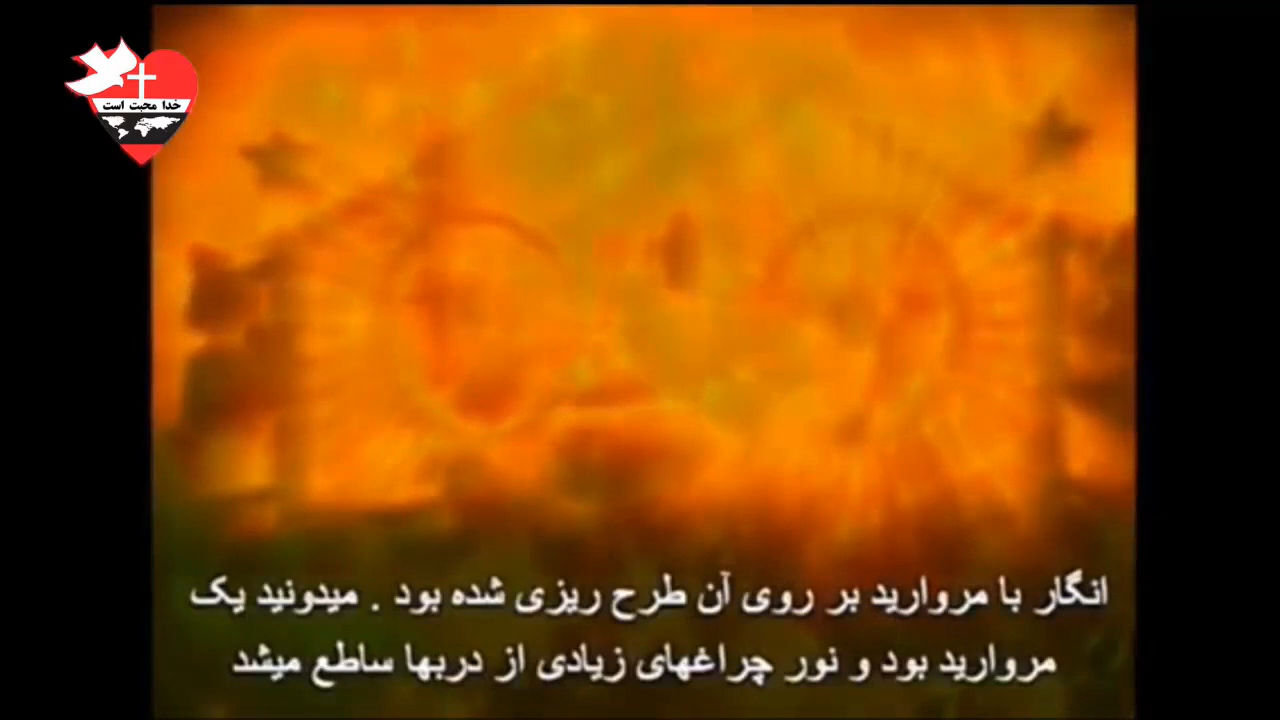 خدا محبت است
انگار با مروارید بر روی آن طرح ریزی شده بود . میدونید یک
مروارید بود و نور چراغهای زیادی از دربها ساطع میشد